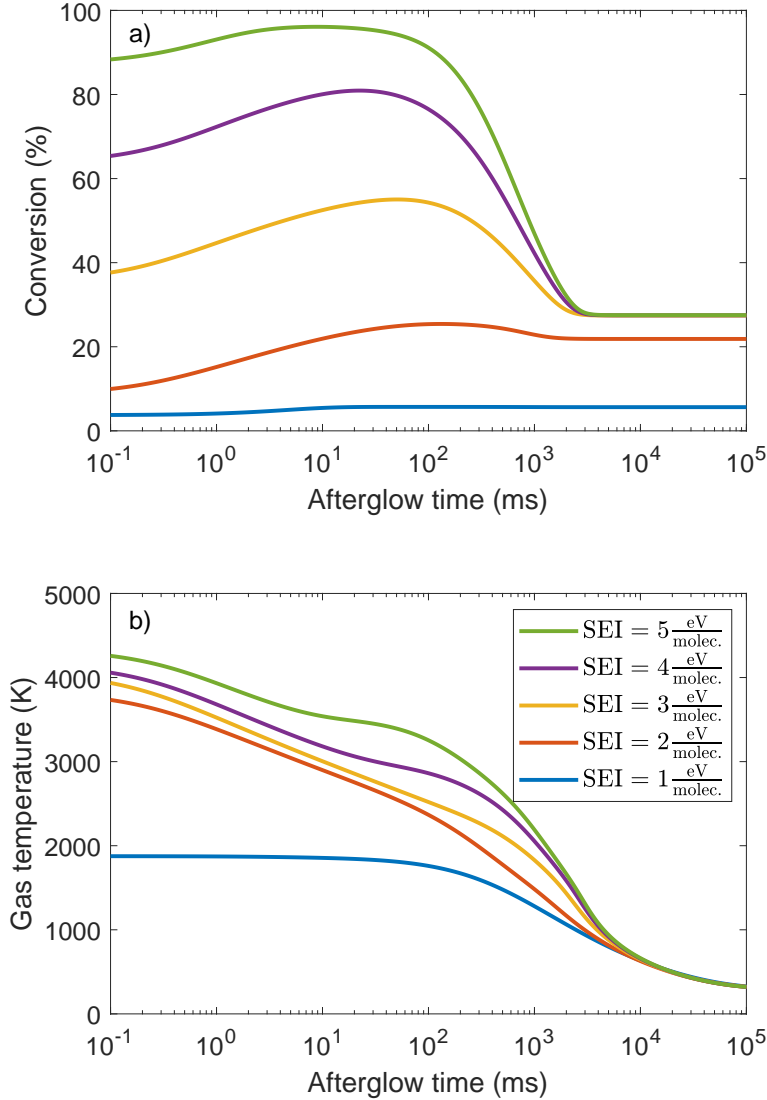 a)
Conversion (%)
100
80
60
40
20
0
10^-1 10^0 10^1 10^2 10^3 10^4 10^5
Afterglow time (ms)
b)
Gas temperature (K)
5000
4000
3000
2000
1000
0
SEI = 5 eV/molec.
SEI = 4 eV/molec.
SEI = 3 eV/molec.
SEI = 2 eV/molec.
SEI = 1 eV/molec.
10^-1 10^0 10^1 10^2 10^3 10^4 10^5
Afterglow time (ms)